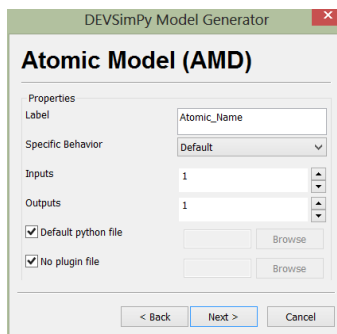 DEVSimPy Model Generator
Atomic Model (AMD)
Properties
Label
Atomic_Name
Specific Behavior
Default
Inputs
1
Outputs
1
Default python file
Browse
No plugin file
Browse
< Back
Next >
Cancel